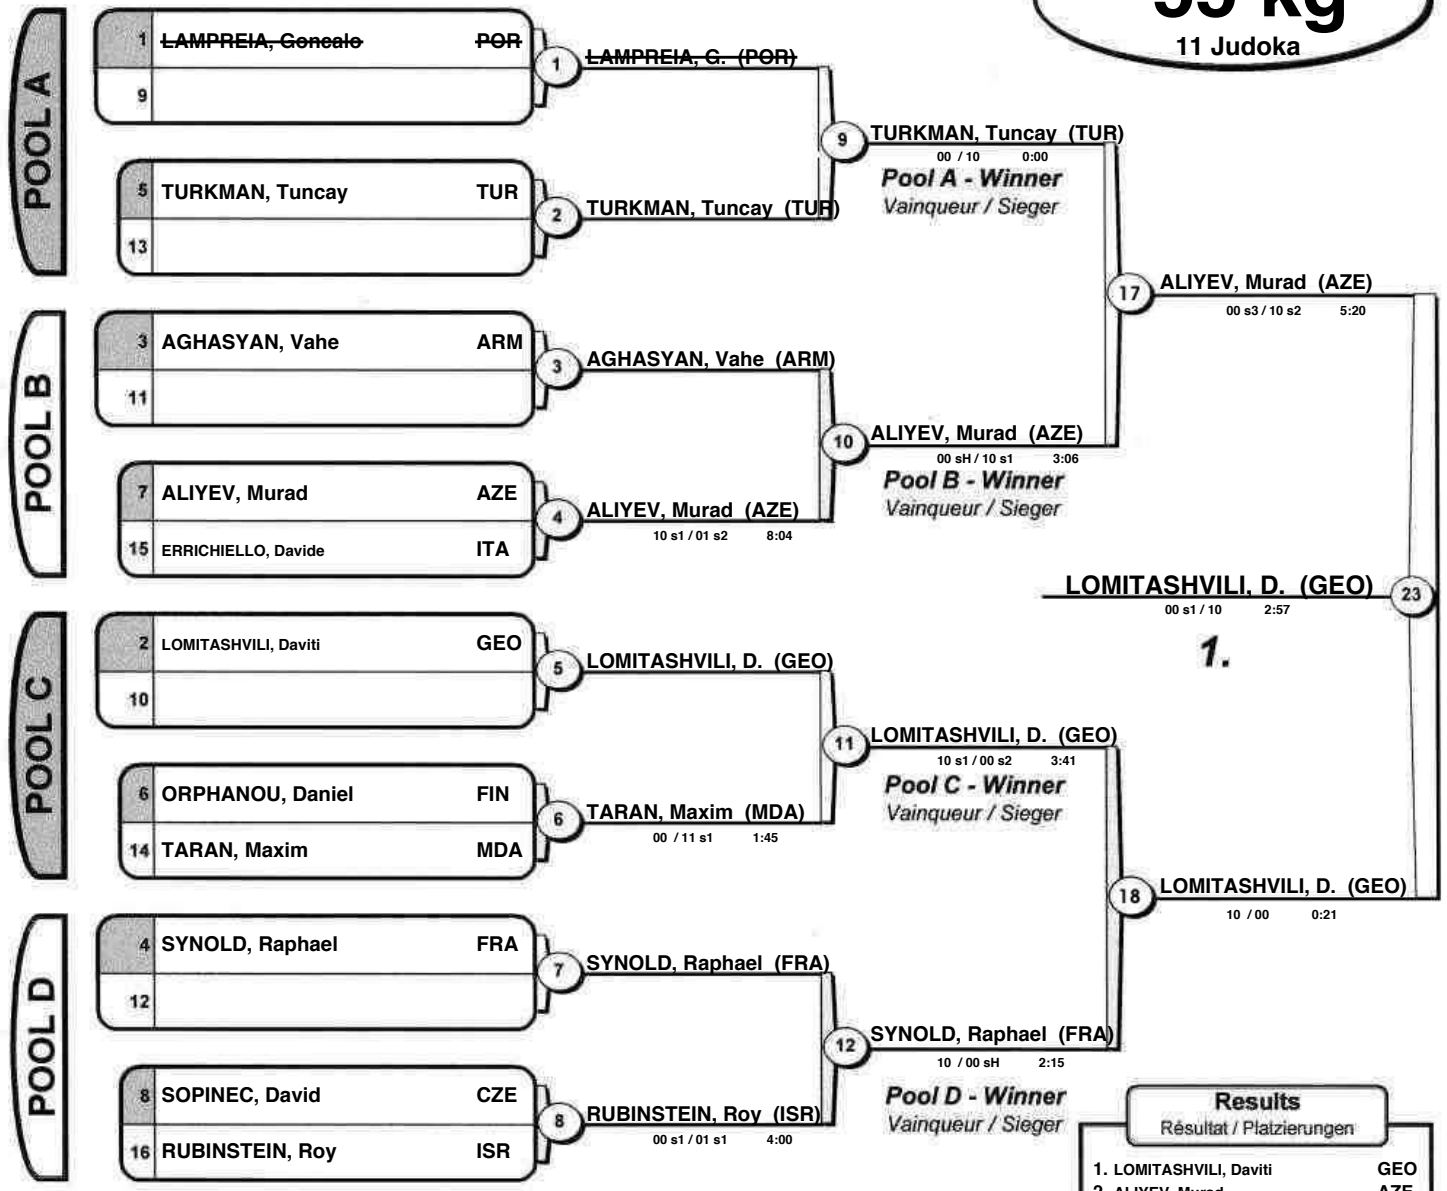 55 kg
11 Judoka
POOL A
1 LAMPREIA, Goncalo POR
9
5 TURKMAN, Tuncay TUR
13
1 LAMPREIA, G. (POR)
2 TURKMAN, Tuncay (TUR)
9 TURKMAN, Tuncay (TUR)
00 / 10 0:00
Pool A - Winner
Vainqueur / Sieger
POOL B
3 AGHASYAN, Vahe ARM
11
7 ALIYEV, Murad AZE
15 ERRICHIELLO, Davide ITA
3 AGHASYAN, Vahe (ARM)
4 ALIYEV, Murad (AZE)
10 s1 / 01 s2 8:04
10 ALIYEV, Murad (AZE)
00 sH / 10 s1 3:06
Pool B - Winner
Vainqueur / Sieger
17 ALIYEV, Murad (AZE)
00 s3 / 10 s2 5:20
LOMITASHVILI, D. (GEO) 23
00 s1 / 10 2:57
1.
POOL C
2 LOMITASHVILI, Daviti GEO
10
6 ORPHANOU, Daniel FIN
14 TARAN, Maxim MDA
5 LOMITASHVILI, D. (GEO)
6 TARAN, Maxim (MDA)
00 / 11 s1 1:45
11 LOMITASHVILI, D. (GEO)
10 s1 / 00 s2 3:41
Pool C - Winner
Vainqueur / Sieger
18 LOMITASHVILI, D. (GEO)
10 / 00 0:21
POOL D
4 SYNOLD, Raphael FRA
12
8 SOPINEC, David CZE
16 RUBINSTEIN, Roy ISR
7 SYNOLD, Raphael (FRA)
8 RUBINSTEIN, Roy (ISR)
00 s1 / 01 s1 4:00
12 SYNOLD, Raphael (FRA)
10 / 00 sH 2:15
Pool D - Winner
Vainqueur / Sieger
Results
Résultat / Platzierungen
1. LOMITASHVILI, Daviti GEO
2. ALIYEV, Murad AZE